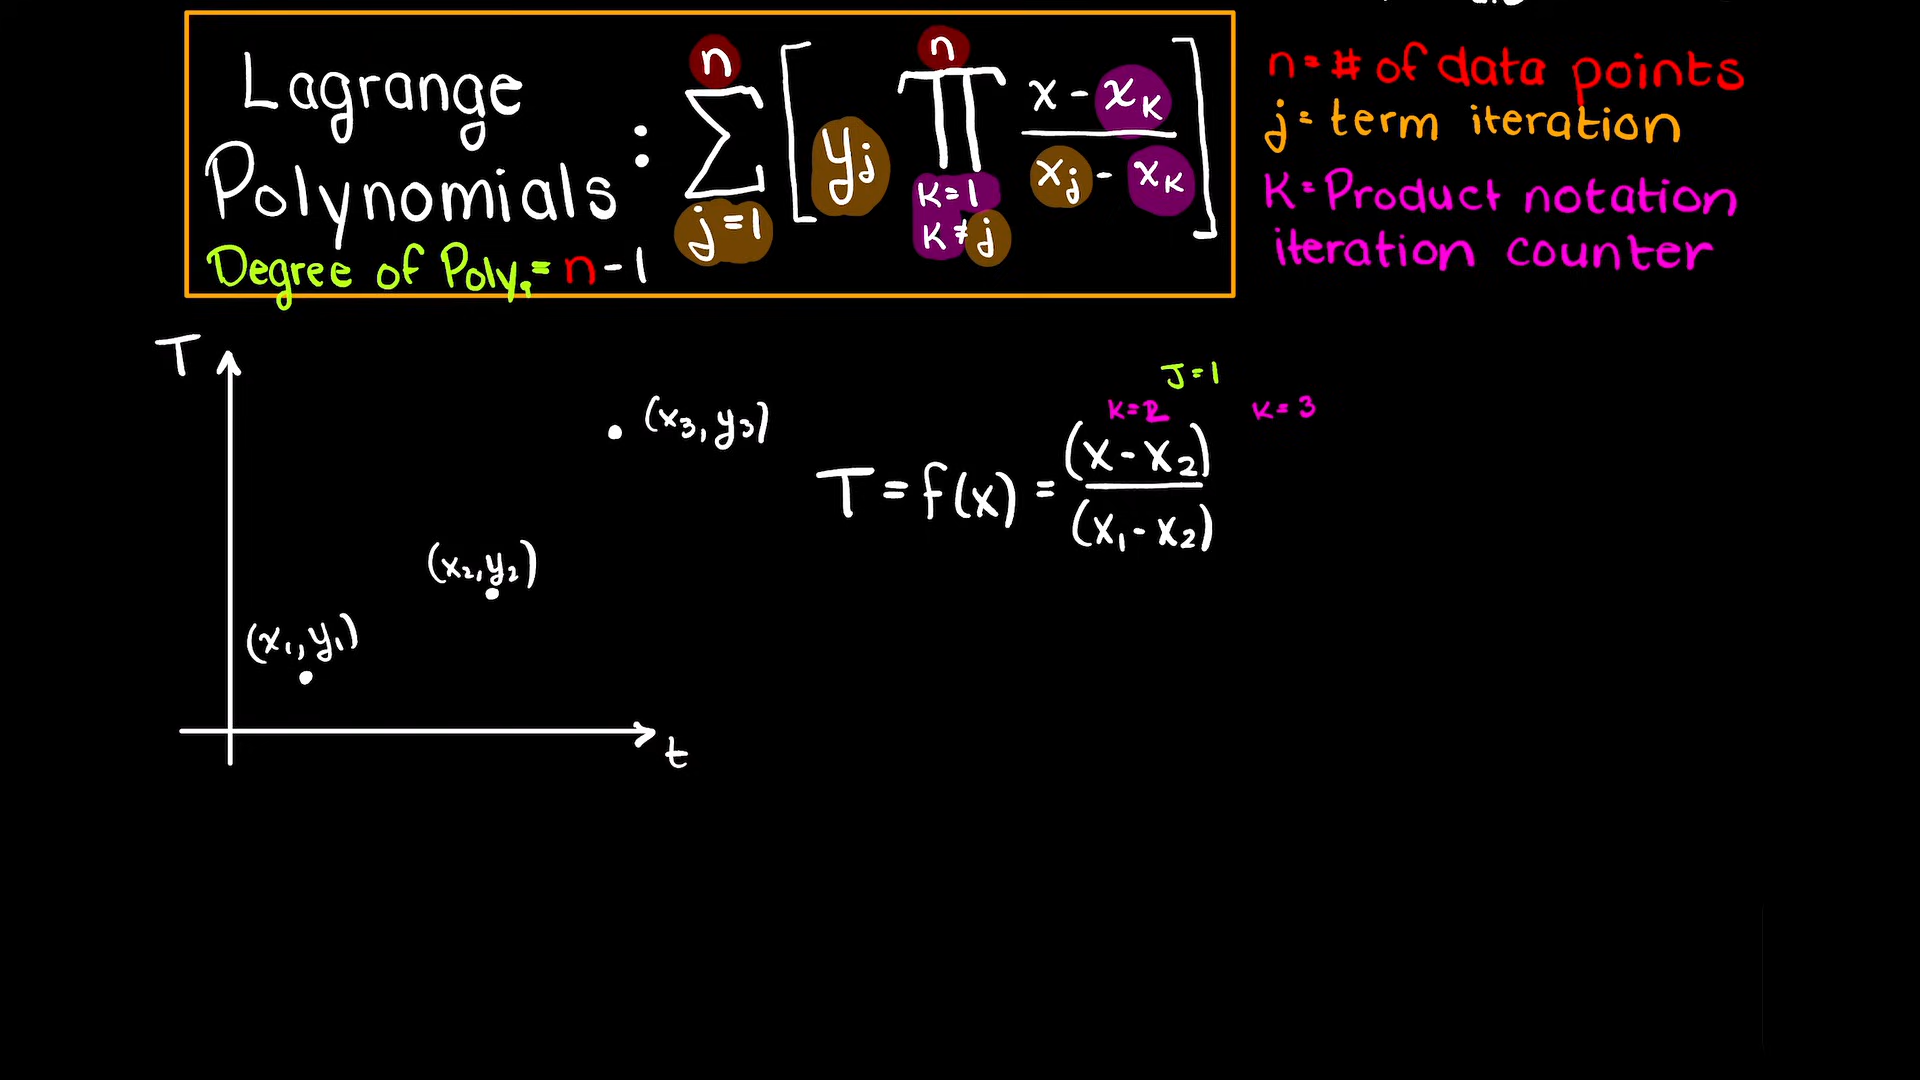 Lagrange Polynomials : n Σ j=1 [ yj n Π K=1 K≠j x - xK / xj - xK ]
Degree of Poly. = n - 1
n = # of data points
j = term iteration
K = Product notation
iteration counter
T
(x3, y3)
(x2, y2)
(x1, y1)
t
J = 1
K = 2 K = 3
T = f(x) = (x - x2) / (x1 - x2)